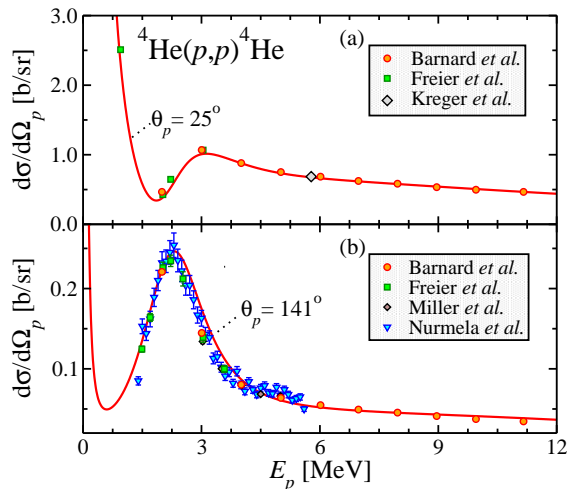 ⁴He(p,p)⁴He
(a)
dσ/dΩₚ [b/sr]
3.0
2.0
1.0
0.0
θₚ = 25°
Barnard et al.
Freier et al.
Kreger et al.
(b)
dσ/dΩₚ [b/sr]
0.2
0.1
θₚ = 141°
Barnard et al.
Freier et al.
Miller et al.
Nurmela et al.
0 3 6 9 12
Eₚ [MeV]